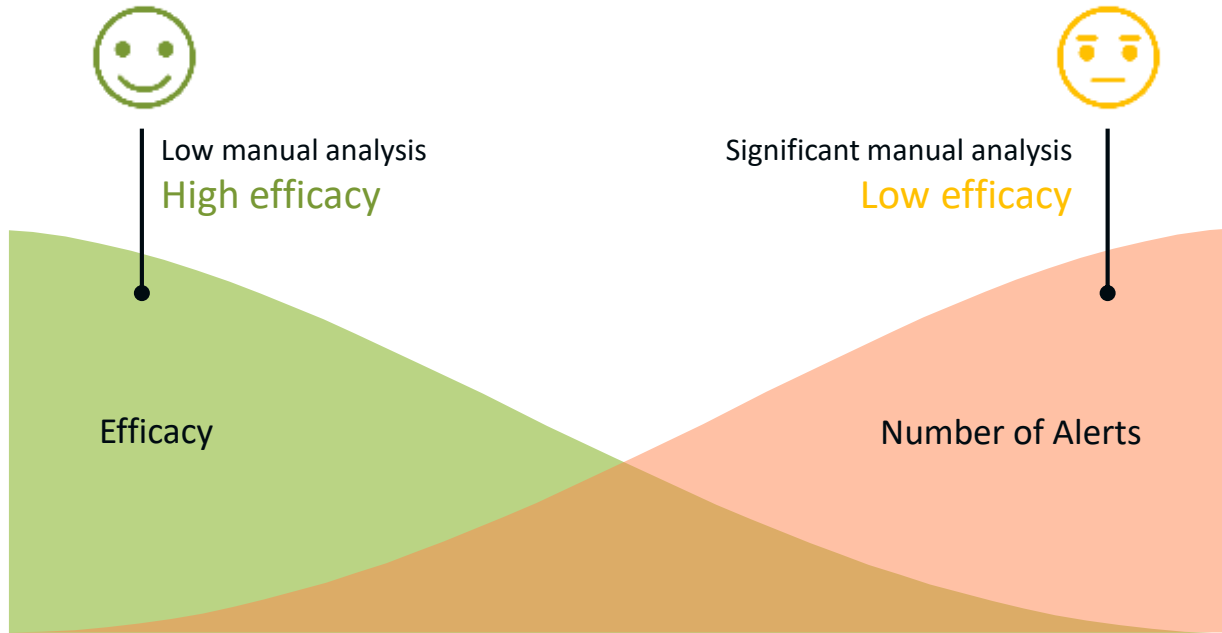 Low manual analysis
High efficacy
Significant manual analysis
Low efficacy
Efficacy
Number of Alerts